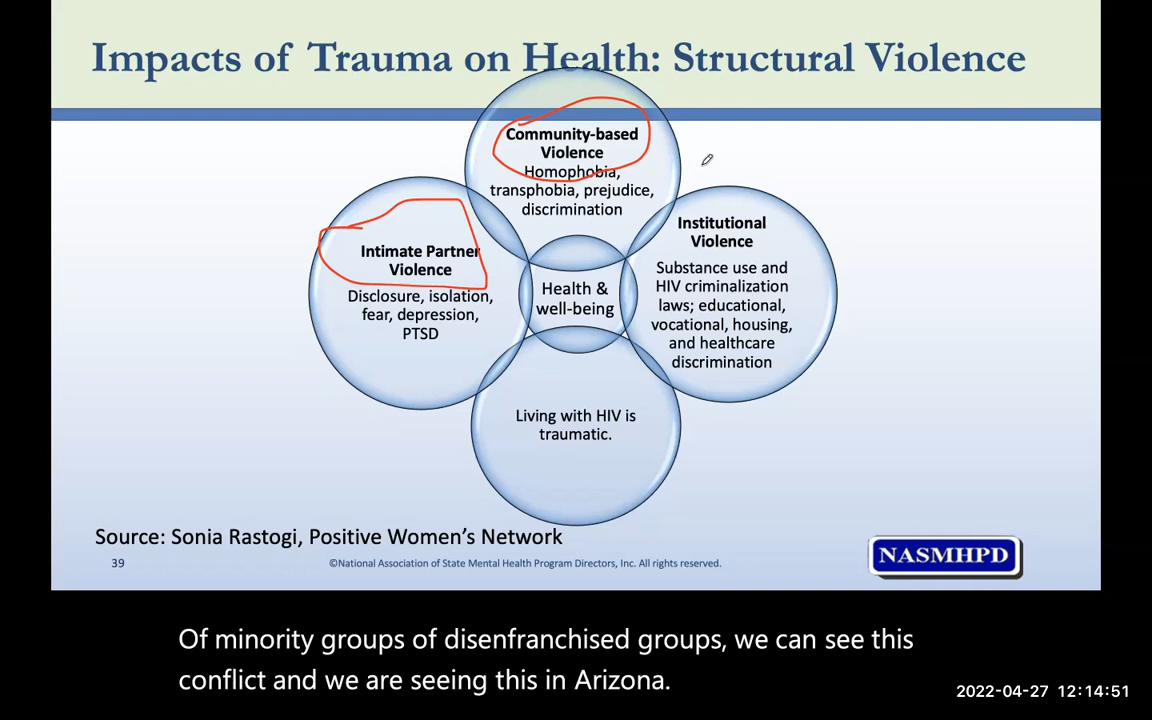 Impacts of Trauma on Health: Structural Violence
Community-based
Violence
Homophobia,
transphobia, prejudice,
discrimination
Intimate Partner
Violence
Disclosure, isolation,
fear, depression,
PTSD
Health &
well-being
Institutional
Violence
Substance use and
HIV criminalization
laws; educational,
vocational, housing,
and healthcare
discrimination
Living with HIV is
traumatic.
Source: Sonia Rastogi, Positive Women’s Network
39
©National Association of State Mental Health Program Directors, Inc. All rights reserved.
NASMHPD
Of minority groups of disenfranchised groups, we can see this
conflict and we are seeing this in Arizona.
2022-04-27 12:14:51